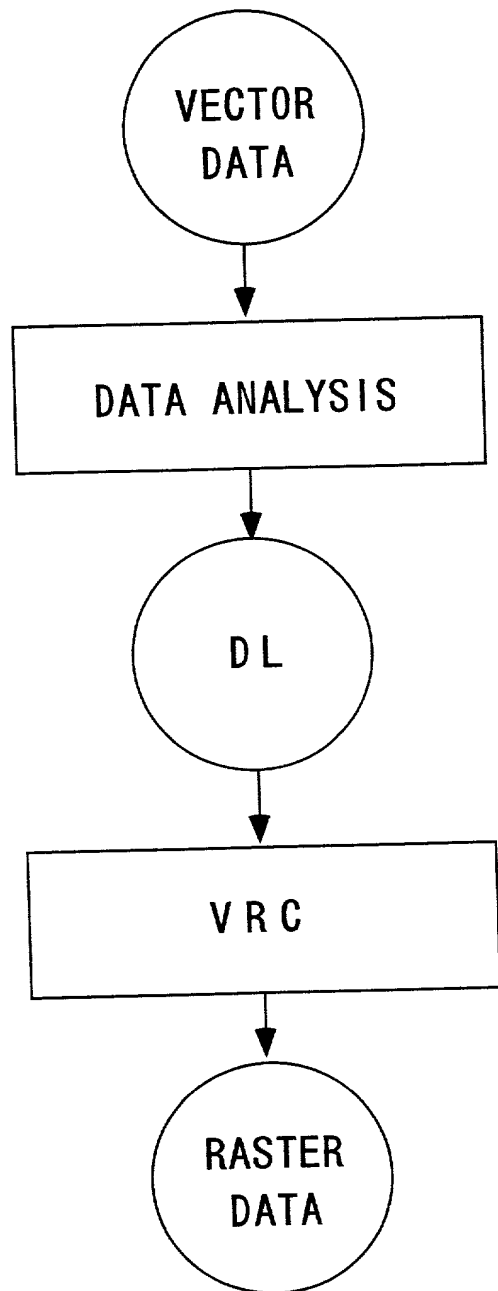 VECTOR
DATA
DATA ANALYSIS
DL
VRC
RASTER
DATA